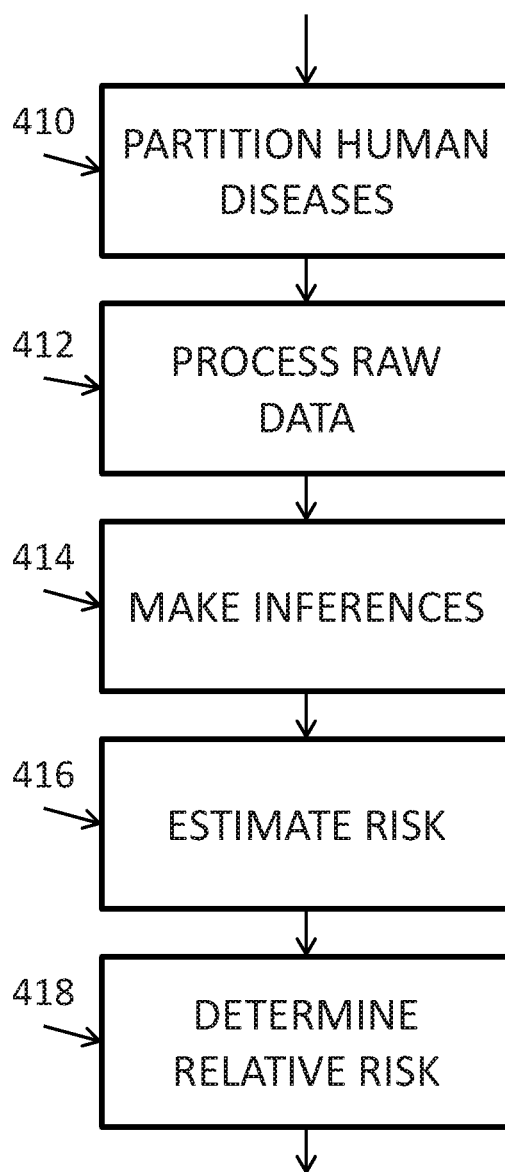 410
PARTITION HUMAN
DISEASES
412
PROCESS RAW
DATA
414
MAKE INFERENCES
416
ESTIMATE RISK
418
DETERMINE
RELATIVE RISK